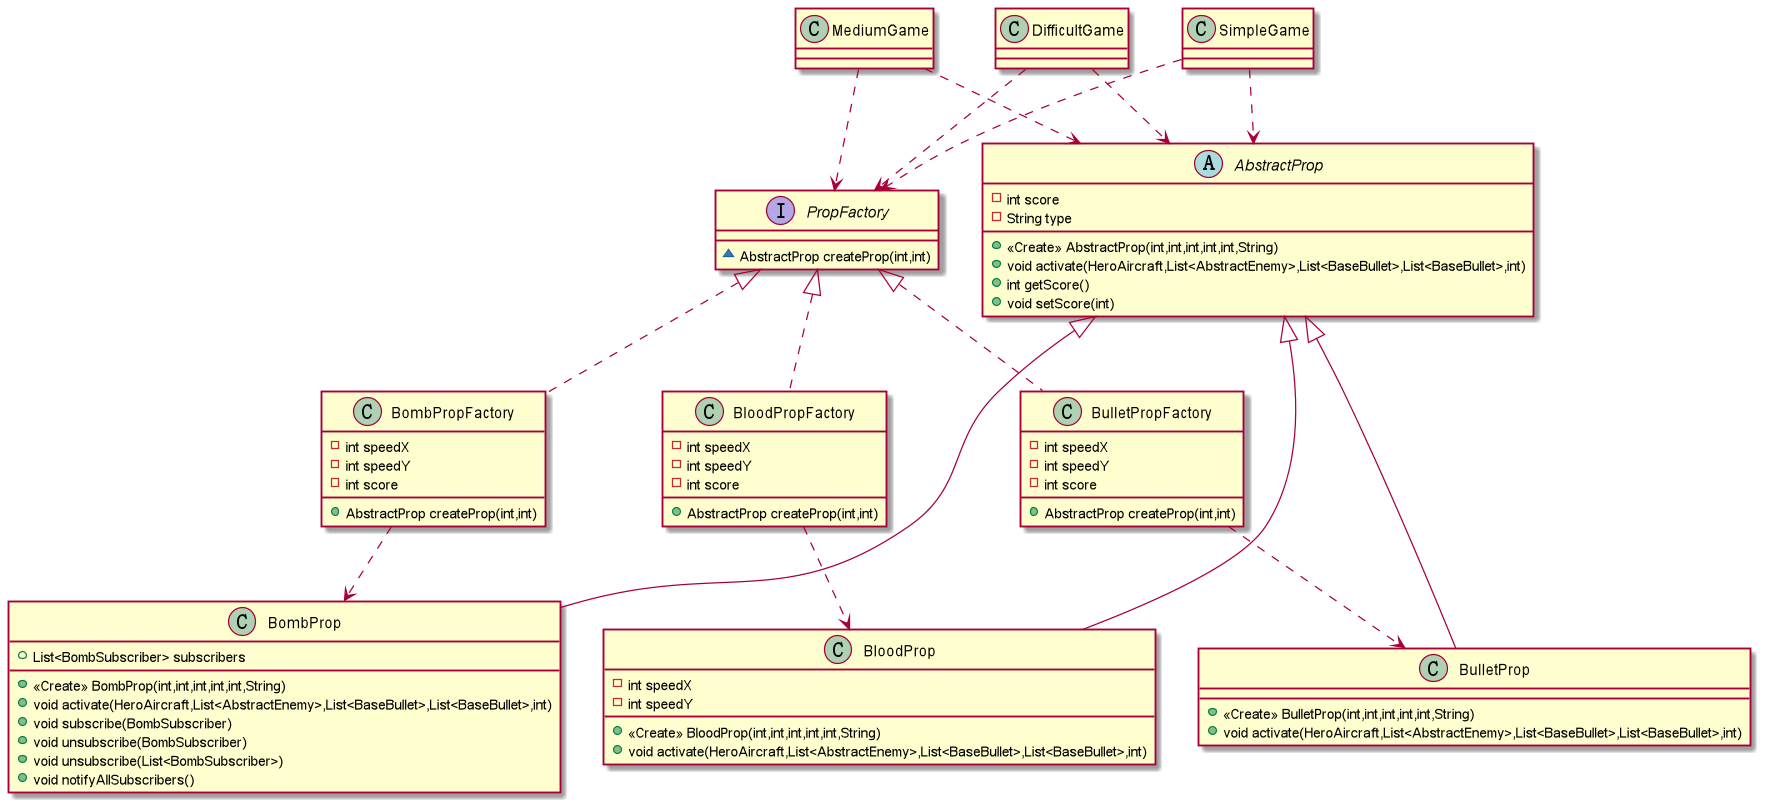 C MediumGame
C DifficultGame
C SimpleGame
A AbstractProp
int score
String type
«Create» AbstractProp(int,int,int,int,int,String)
void activate(HeroAircraft,List<AbstractEnemy>,List<BaseBullet>,List<BaseBullet>,int)
int getScore()
void setScore(int)
I PropFactory
AbstractProp createProp(int,int)
C BombPropFactory
int speedX
int speedY
int score
AbstractProp createProp(int,int)
C BloodPropFactory
int speedX
int speedY
int score
AbstractProp createProp(int,int)
C BulletPropFactory
int speedX
int speedY
int score
AbstractProp createProp(int,int)
C BombProp
List<BombSubscriber> subscribers
«Create» BombProp(int,int,int,int,int,String)
void activate(HeroAircraft,List<AbstractEnemy>,List<BaseBullet>,List<BaseBullet>,int)
void subscribe(BombSubscriber)
void unsubscribe(BombSubscriber)
void unsubscribe(List<BombSubscriber>)
void notifyAllSubscribers()
C BloodProp
int speedX
int speedY
«Create» BloodProp(int,int,int,int,int,String)
void activate(HeroAircraft,List<AbstractEnemy>,List<BaseBullet>,List<BaseBullet>,int)
C BulletProp
«Create» BulletProp(int,int,int,int,int,String)
void activate(HeroAircraft,List<AbstractEnemy>,List<BaseBullet>,List<BaseBullet>,int)